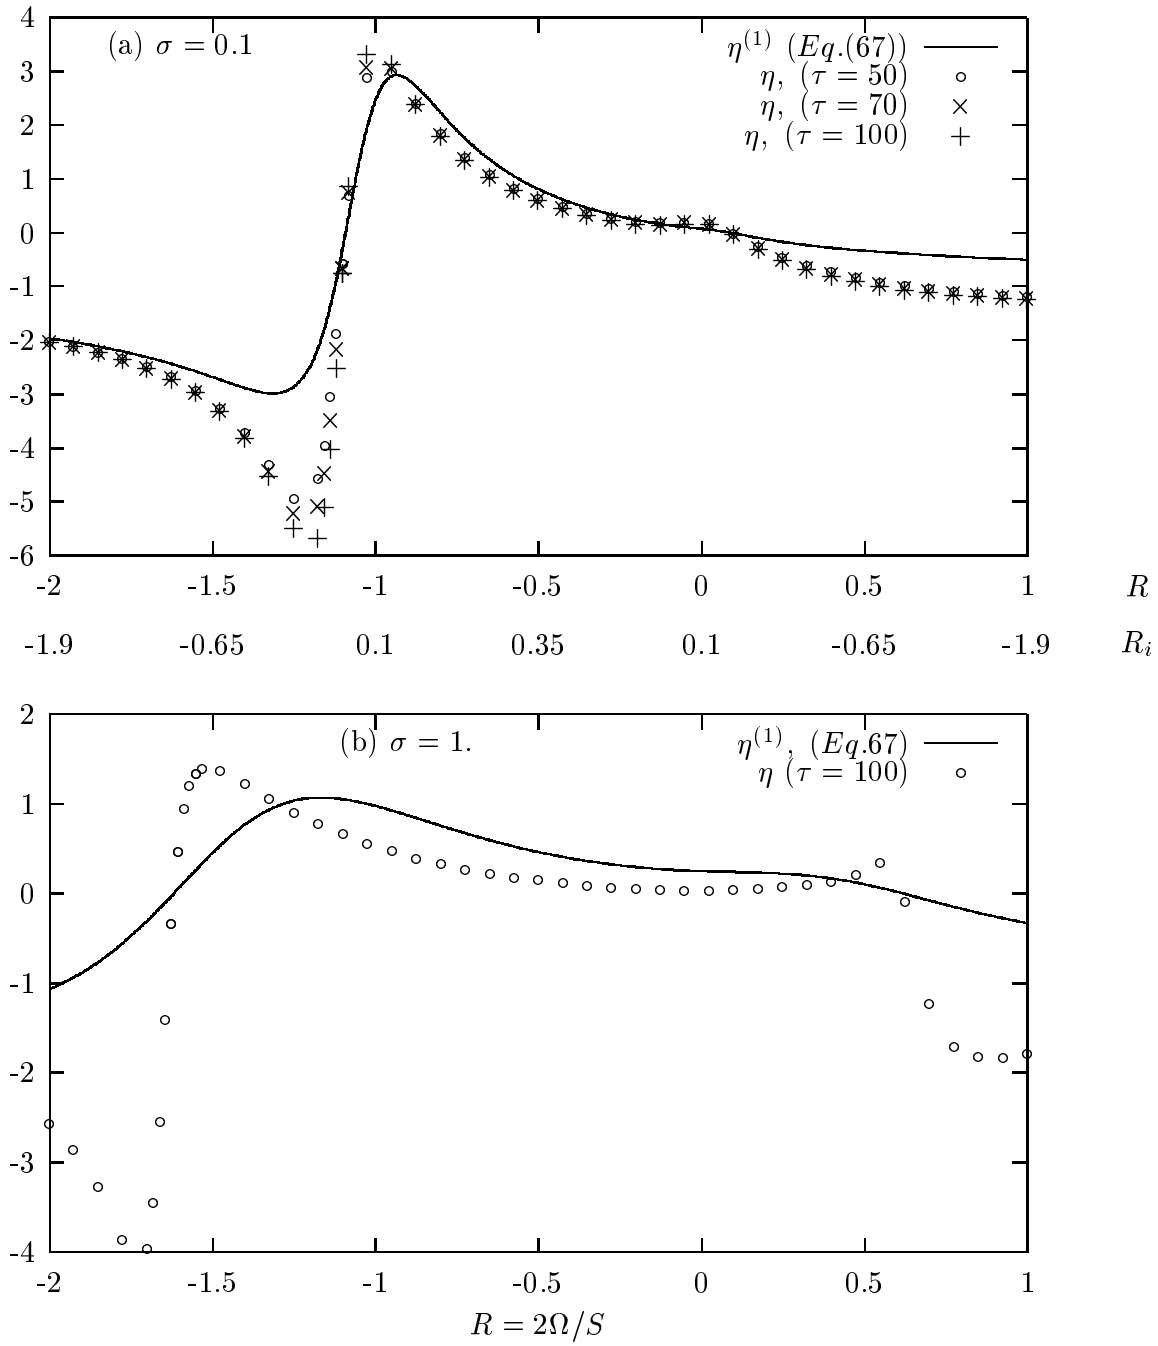 4
(a) σ = 0.1
η(1) (Eq.(67))
3
η, (τ = 50)
η, (τ = 70)
2
η, (τ = 100)
1
0
-1
-2
-3
-4
-5
-6
-2 -1.5 -1 -0.5 0 0.5 1 R
-1.9 -0.65 0.1 0.35 0.1 -0.65 -1.9 Ri
2
(b) σ = 1.
η(1), (Eq.67)
η (τ = 100)
1
0
-1
-2
-3
-4
-2 -1.5 -1 -0.5 0 0.5 1
R = 2Ω/S